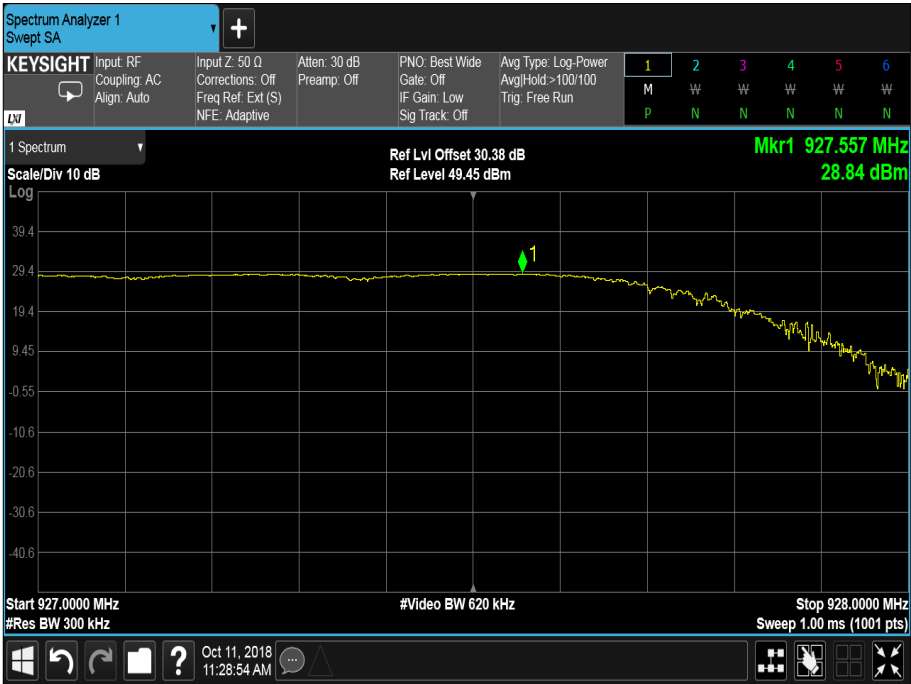 Spectrum Analyzer 1
Swept SA
+
KEYSIGHT
LXI
Input: RF
Coupling: AC
Align: Auto
Input Z: 50 Ω
Corrections: Off
Freq Ref: Ext (S)
NFE: Adaptive
Atten: 30 dB
Preamp: Off
PNO: Best Wide
Gate: Off
IF Gain: Low
Sig Track: Off
Avg Type: Log-Power
Avg|Hold:>100/100
Trig: Free Run
1 2 3 4 5 6
M W W W W W
P N N N N N
1 Spectrum
Scale/Div 10 dB
Ref Lvl Offset 30.38 dB
Ref Level 49.45 dBm
Mkr1 927.557 MHz
28.84 dBm
Log
39.4
29.4
19.4
9.45
-0.55
-10.6
-20.6
-30.6
-40.6
1
Start 927.0000 MHz
#Res BW 300 kHz
#Video BW 620 kHz
Stop 928.0000 MHz
Sweep 1.00 ms (1001 pts)
?
Oct 11, 2018
11:28:54 AM